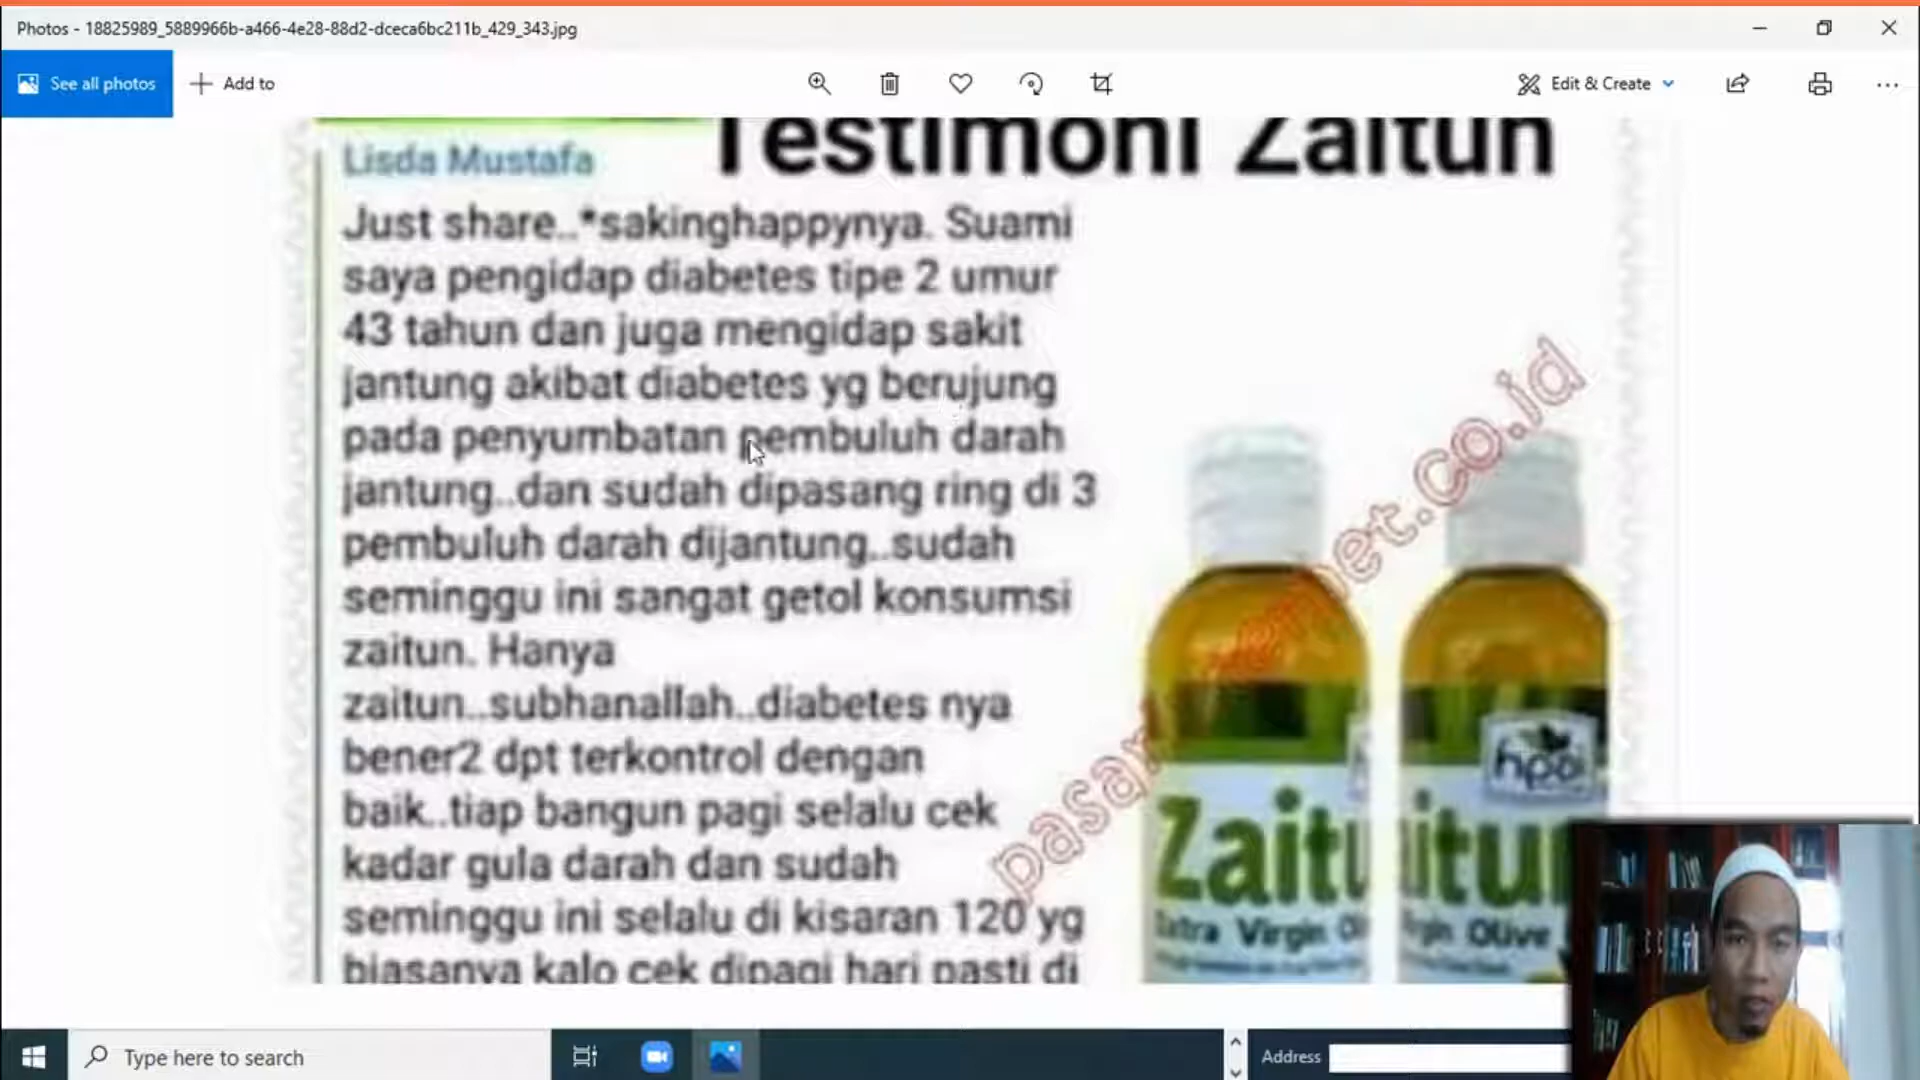 Photos - 18825989_5889966b-a466-4e28-88d2-dceca6bc211b_429_343.jpg
See all photos
Add to
Edit & Create
Testimoni Zaitun
Lisda Mustafa
Just share..*sakinghappynya. Suami
saya pengidap diabetes tipe 2 umur
43 tahun dan juga mengidap sakit
jantung akibat diabetes yg berujung
pada penyumbatan pembuluh darah
jantung..dan sudah dipasang ring di 3
pembuluh darah dijantung..sudah
seminggu ini sangat getol konsumsi
zaitun. Hanya
zaitun..subhanallah..diabetes nya
bener2 dpt terkontrol dengan
baik..tiap bangun pagi selalu cek
kadar gula darah dan sudah
seminggu ini selalu di kisaran 120 yg
biasanya kalo cek dipagi hari pasti di
hpai
Zaitu
itun
Extra Virgin Ol
irgin Olive
Type here to search
Address